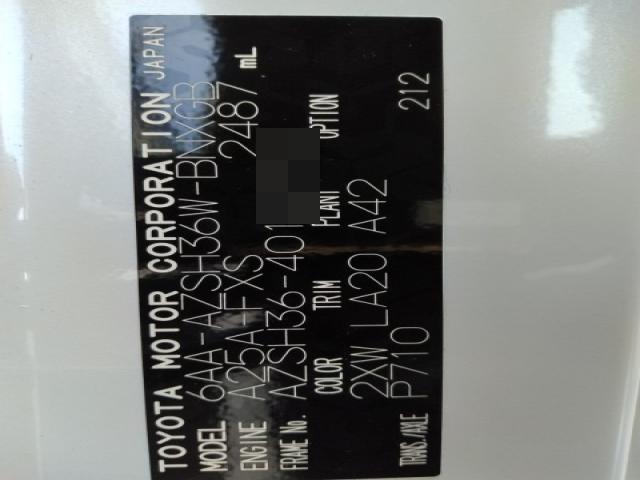 TOYOTA MOTOR CORPORATION JAPAN
MODEL 6AA-AZSH36W-BNXGB
ENGINE A25A-FXS 2487 mL
FRAME No. AZSH36-401
COLOR TRIM PLANT OPTION
2XW LA20 A42
TRANS./AXLE P710 212